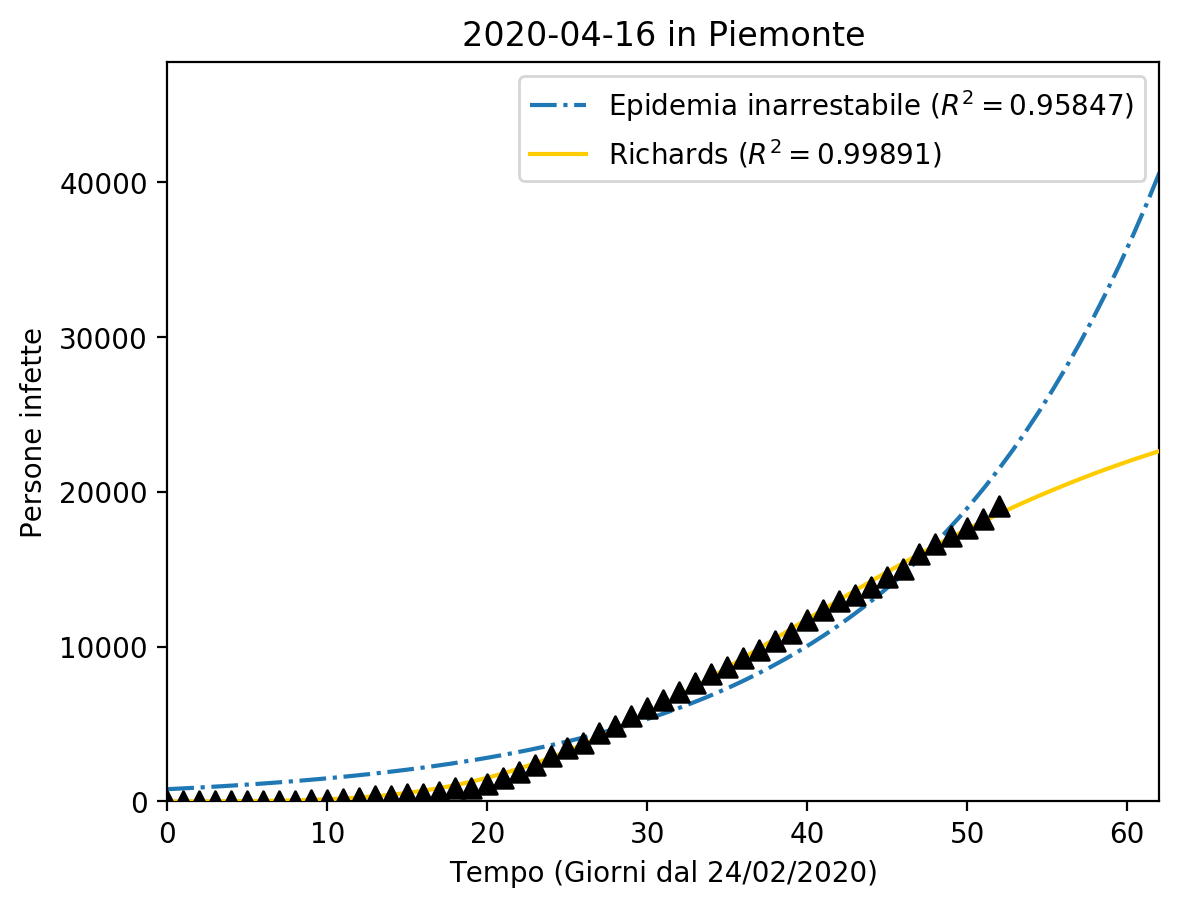 2020-04-16 in Piemonte
Epidemia inarrestabile (R² = 0.95847)
Richards (R² = 0.99891)
40000
30000
20000
10000
0
Persone infette
0 10 20 30 40 50 60
Tempo (Giorni dal 24/02/2020)